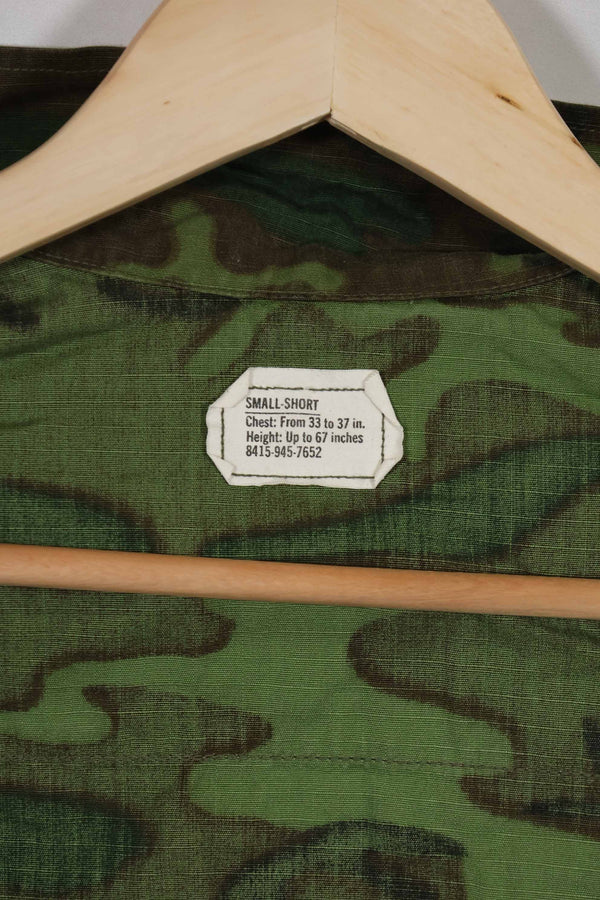 SMALL-SHORT
Chest: From 33 to 37 in.
Height: Up to 67 inches
8415-945-7652